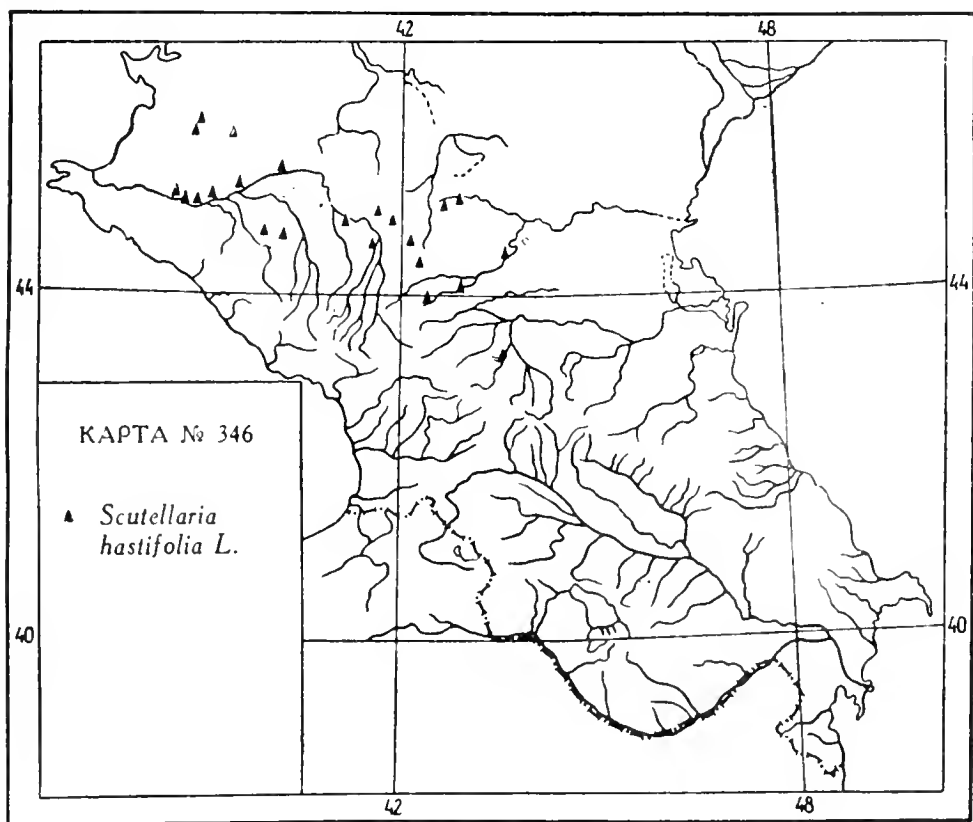 42 48
44 44
КАРТА № 346
Scutellaria
hastifolia L.
40 40
42 48